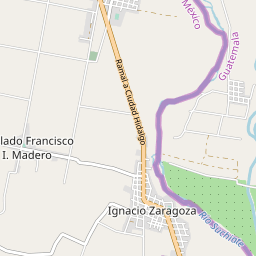 México
Guatemala
Ramal a Ciudad Hidalgo
lado Francisco
I. Madero
Ignacio Zaragoza
Río Suchiate